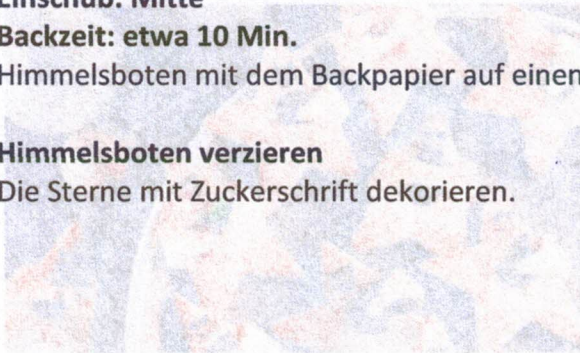 Einschub: Mitte
Backzeit: etwa 10 Min.
Himmelsboten mit dem Backpapier auf einen
Himmelsboten verzieren
Die Sterne mit Zuckerschrift dekorieren.